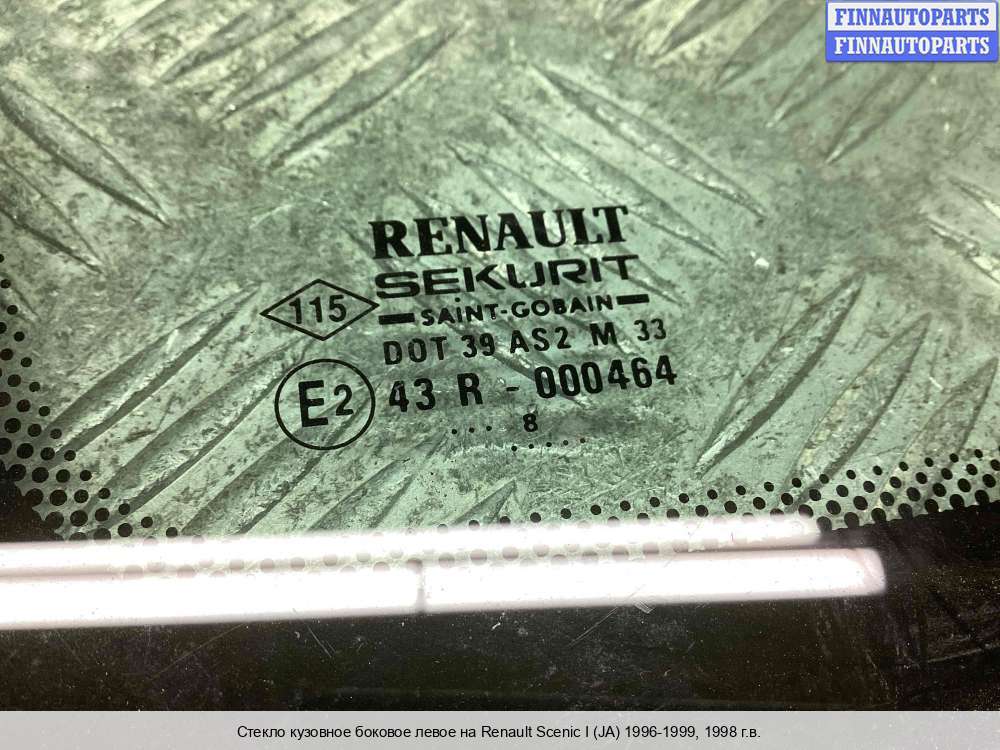 FINNAUTOPARTS
FINNAUTOPARTS
RENAULT
SEKURIT
SAINT-GOBAIN
115
DOT 39 AS2 M 33
E2 43 R - 000464
... 8
.....
Стекло кузовное боковое левое на Renault Scenic I (JA) 1996-1999, 1998 г.в.